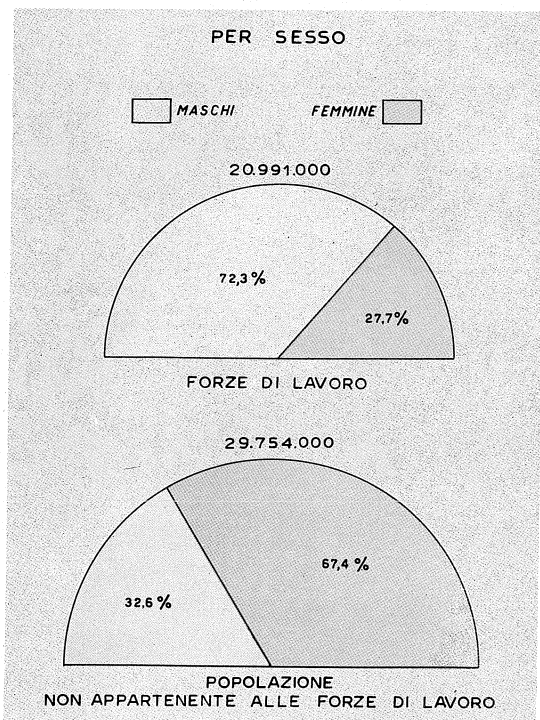 PER SESSO
MASCHI FEMMINE
20.991.000
72,3%
27,7%
FORZE DI LAVORO
29.754.000
67,4 %
32,6 %
POPOLAZIONE
NON APPARTENENTE ALLE FORZE DI LAVORO